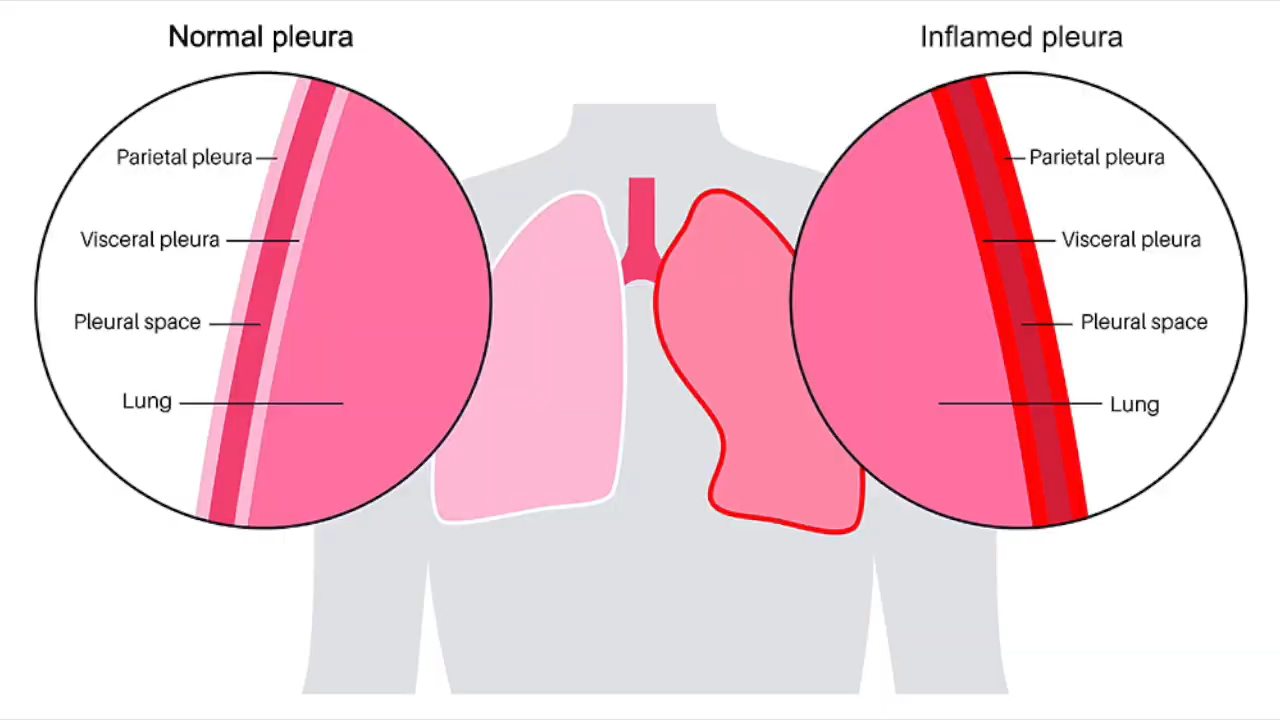 Normal pleura
Parietal pleura
Visceral pleura
Pleural space
Lung
Inflamed pleura
Parietal pleura
Visceral pleura
Pleural space
Lung